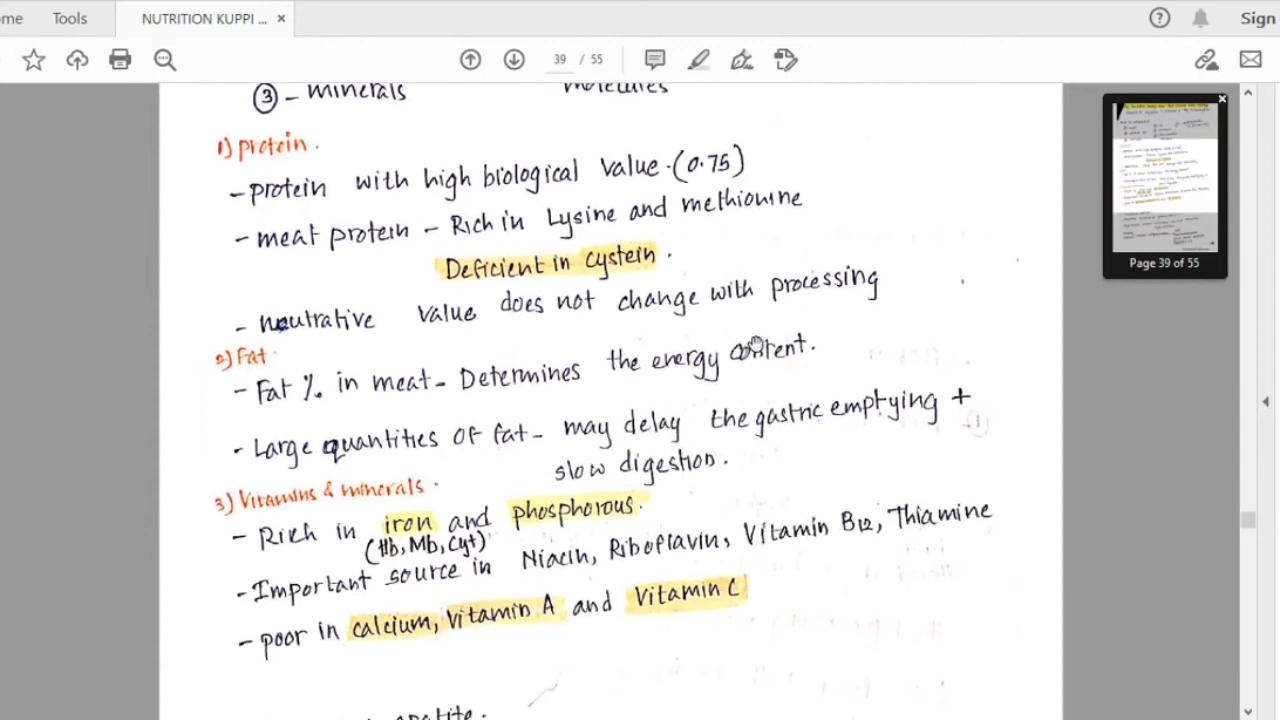 ome Tools NUTRITION KUPPI ... × Sign
39 / 55
③ - minerals molecules
1) protein.
- protein with high biological value. (0.75)
- meat protein - Rich in Lysine and methionine
Deficient in cystein.
- neutrative value does not change with processing
2) Fat.
- Fat % in meat - Determines the energy content.
- Large quantities of fat - may delay the gastric emptying +
slow digestion.
3) Vitamins & minerals.
- Rich in iron and phosphorous.
(Hb, Mb, Cyt)
- Important source in Niacin, Riboflavin, Vitamin B12, Thiamine
- poor in calcium, Vitamin A and Vitamin C
Page 39 of 55